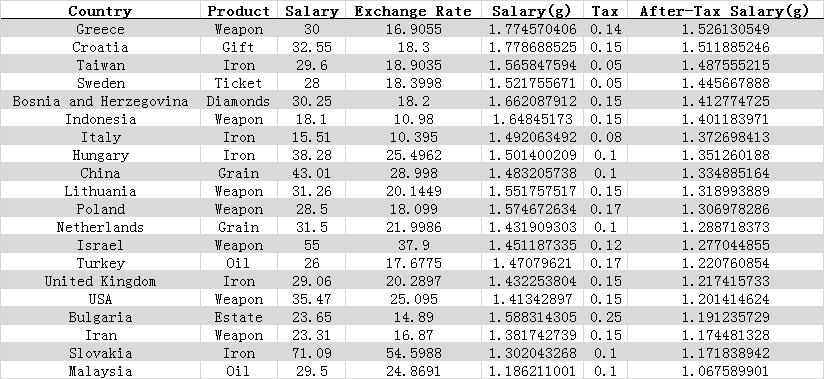 Country Product Salary Exchange Rate Salary(g) Tax After-Tax Salary(g)
Greece Weapon 30 16.9055 1.774570406 0.14 1.526130549
Croatia Gift 32.55 18.3 1.778688525 0.15 1.511885246
Taiwan Iron 29.6 18.9035 1.565847594 0.05 1.487555215
Sweden Ticket 28 18.3998 1.521755671 0.05 1.445667888
Bosnia and Herzegovina Diamonds 30.25 18.2 1.662087912 0.15 1.412774725
Indonesia Weapon 18.1 10.98 1.64845173 0.15 1.401183971
Italy Iron 15.51 10.395 1.492063492 0.08 1.372698413
Hungary Iron 38.28 25.4962 1.501400209 0.1 1.351260188
China Grain 43.01 28.998 1.483205738 0.1 1.334885164
Lithuania Weapon 31.26 20.1449 1.551757517 0.15 1.318993889
Poland Weapon 28.5 18.099 1.574672634 0.17 1.306978286
Netherlands Grain 31.5 21.9986 1.431909303 0.1 1.288718373
Israel Weapon 55 37.9 1.451187335 0.12 1.277044855
Turkey Oil 26 17.6775 1.47079621 0.17 1.220760854
United Kingdom Iron 29.06 20.2897 1.432253804 0.15 1.217415733
USA Weapon 35.47 25.095 1.41342897 0.15 1.201414624
Bulgaria Estate 23.65 14.89 1.588314305 0.25 1.191235729
Iran Weapon 23.31 16.87 1.381742739 0.15 1.174481328
Slovakia Iron 71.09 54.5988 1.302043268 0.1 1.171838942
Malaysia Oil 29.5 24.8691 1.186211001 0.1 1.067589901